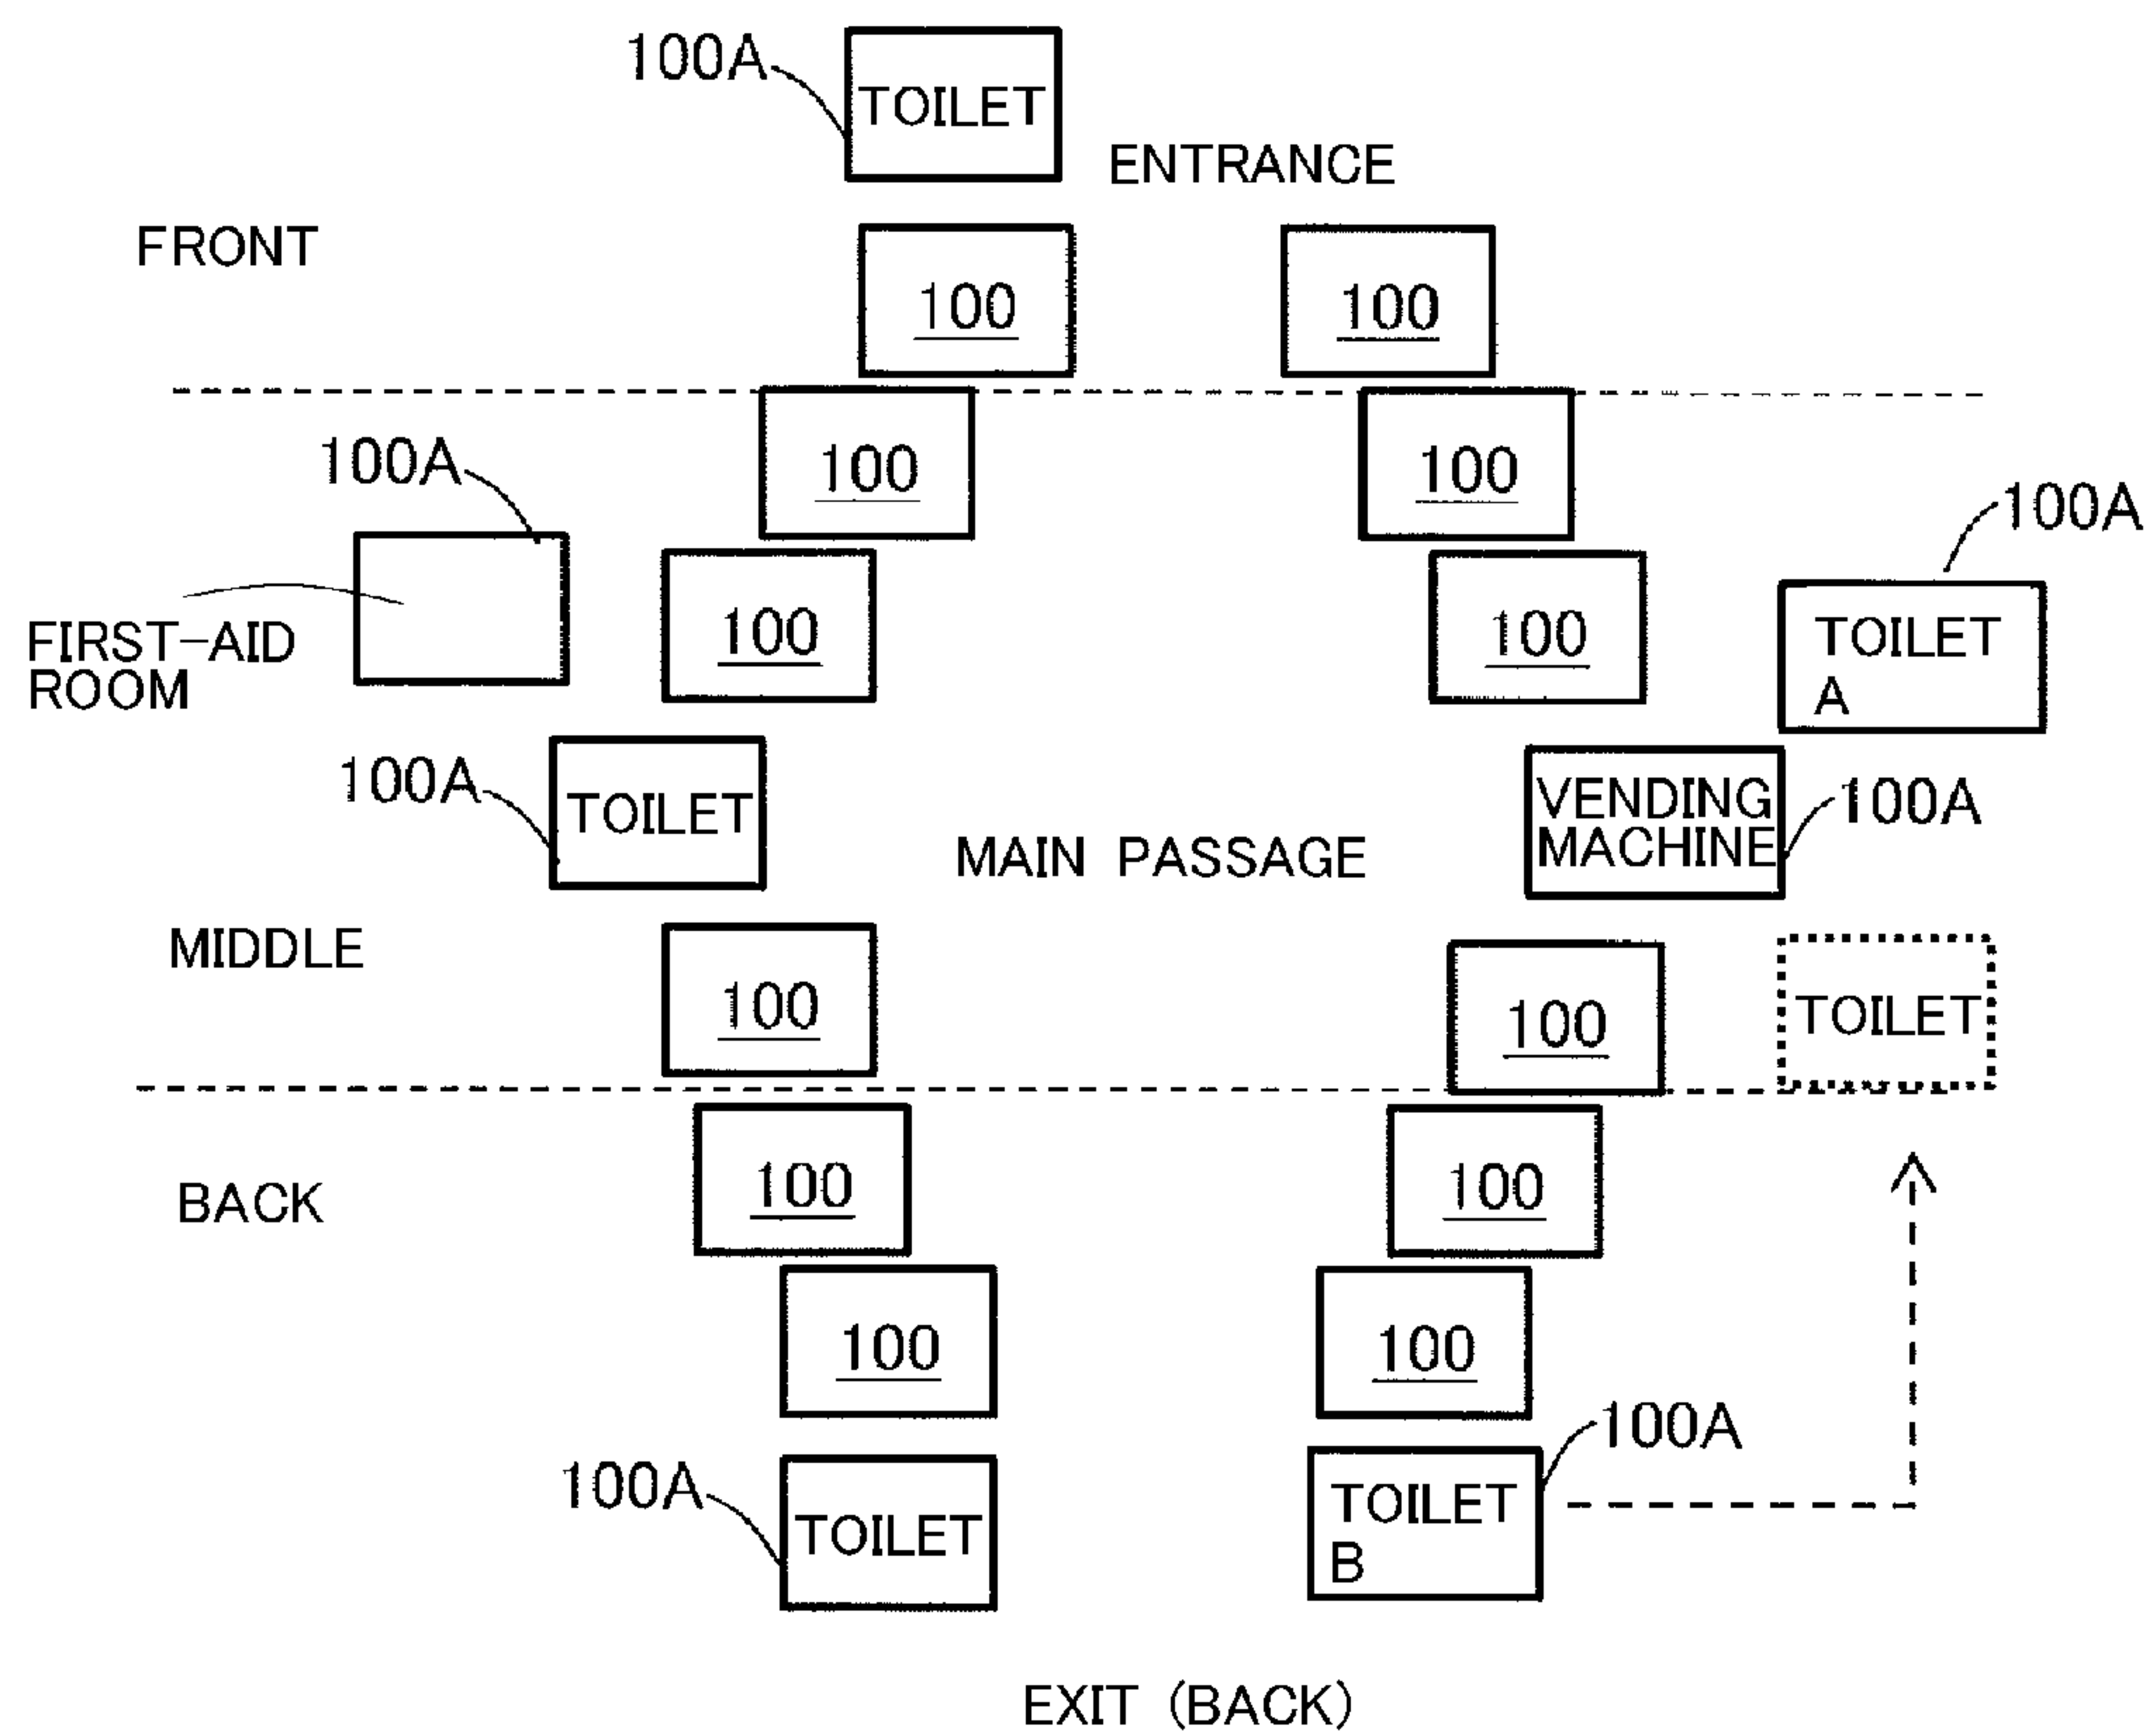 100A
TOILET
ENTRANCE
FRONT
100
100
100
100
100A
100A
FIRST-AID
ROOM
100
100
TOILET
A
100A
TOILET
VENDING
MACHINE
100A
MAIN PASSAGE
MIDDLE
100
100
TOILET
BACK
100
100
100
100
100A
100A
TOILET
TOILET
B
EXIT (BACK)